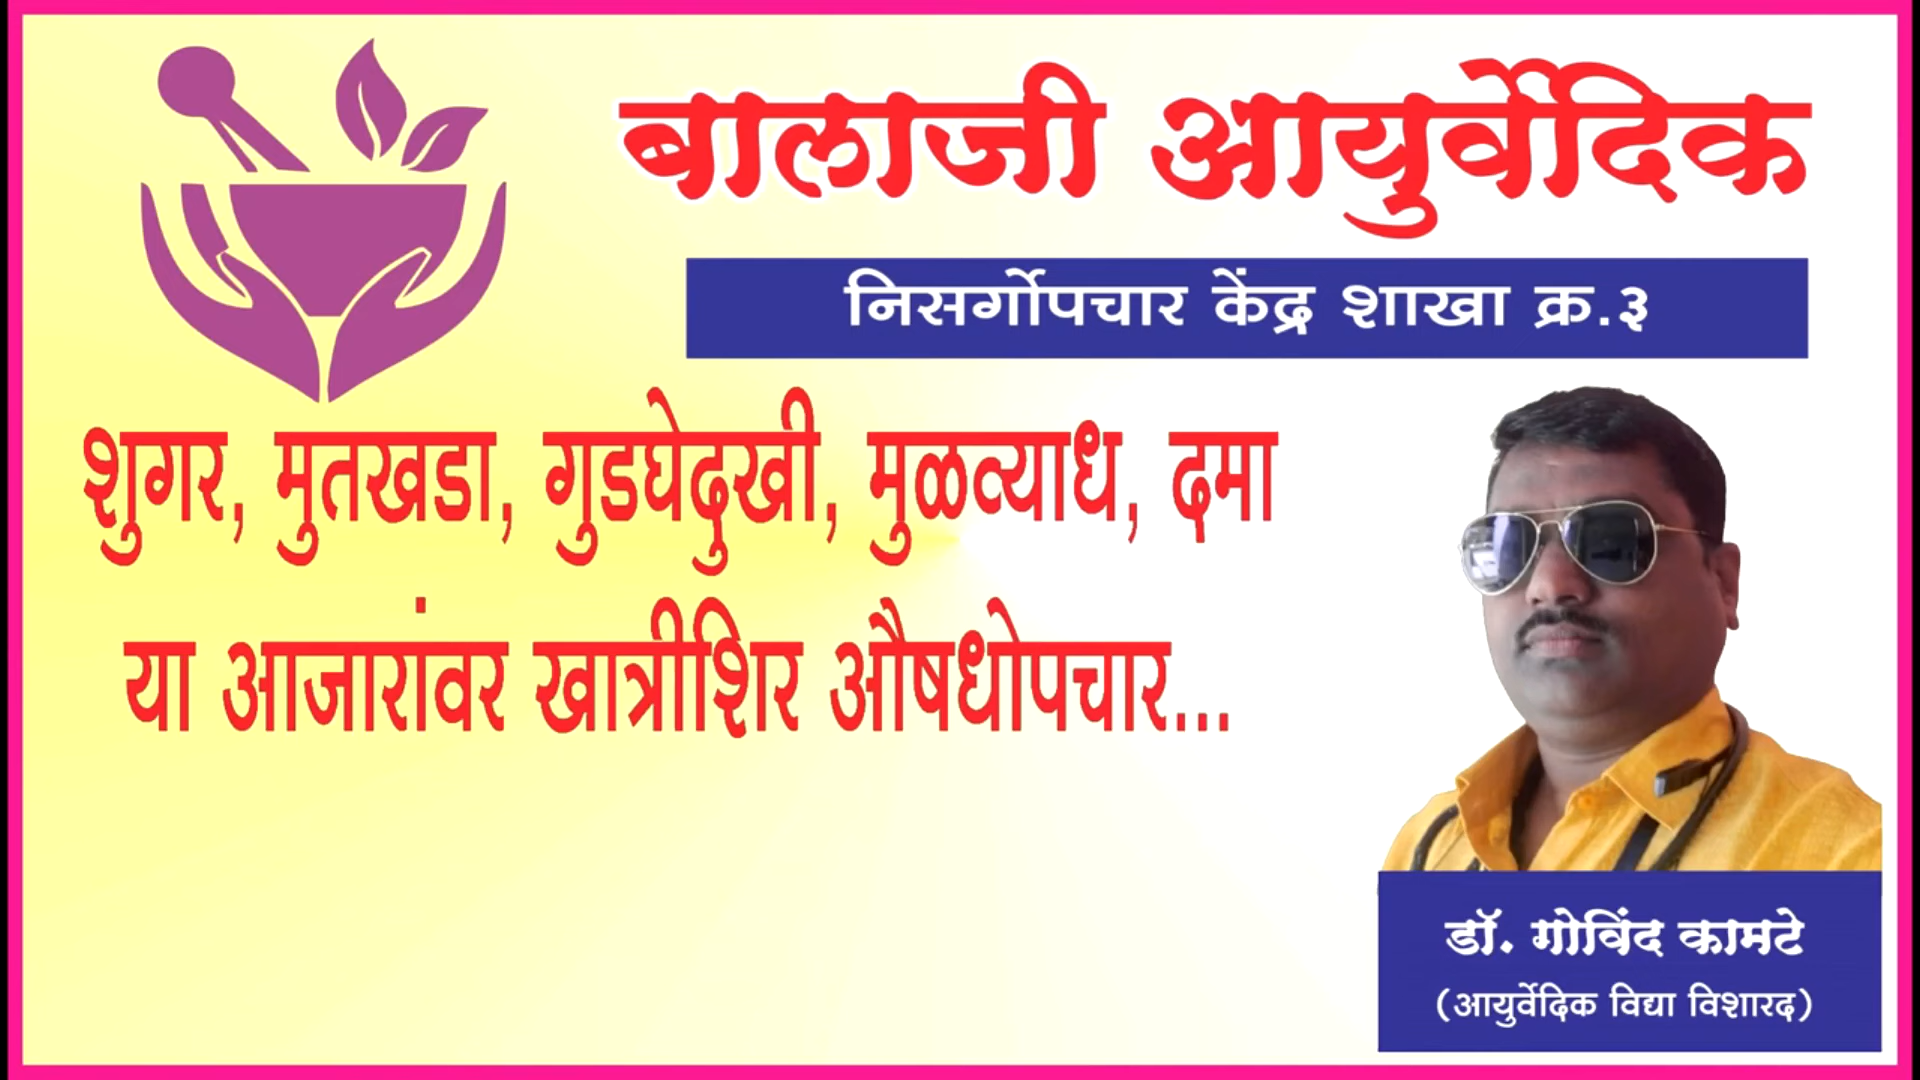 बालाजी आयुर्वेदिक
निसर्गोपचार केंद्र शाखा क्र.३
शुगर, मुतखडा, गुडघेदुखी, मुळव्याध, दमा
या आजारांवर खात्रीशिर औषधोपचार...
डॉ. गोविंद कामटे
(आयुर्वेदिक विद्या विशारद)